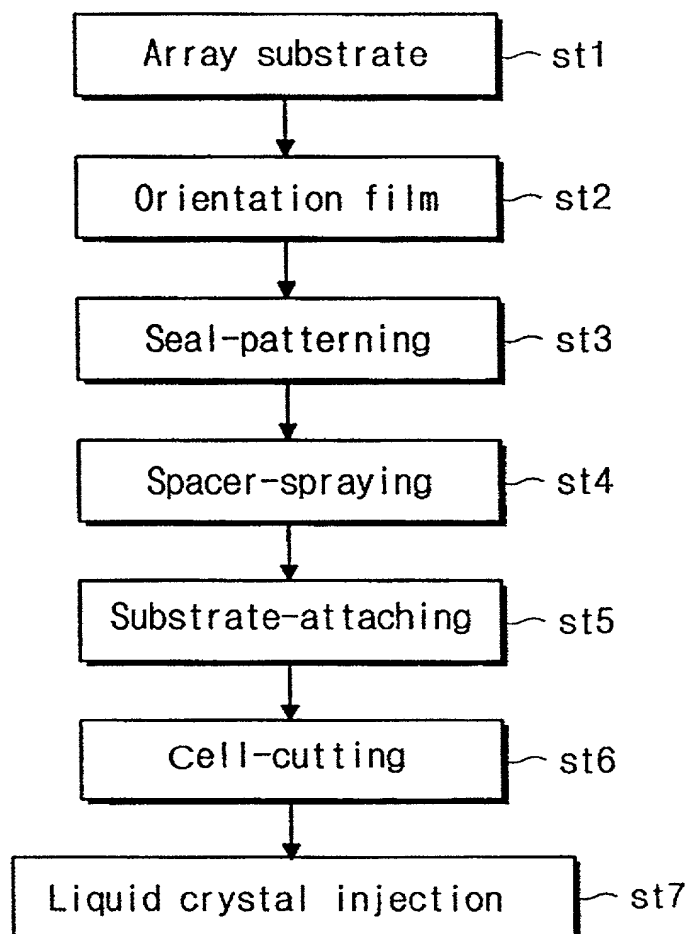 Array substrate st1
Orientation film st2
Seal-patterning st3
Spacer-spraying st4
Substrate-attaching st5
Cell-cutting st6
Liquid crystal injection st7